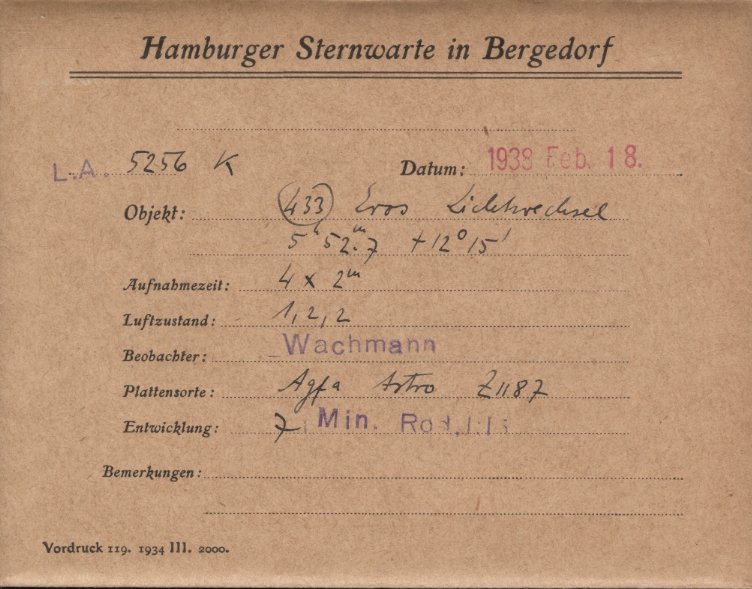 Hamburger Sternwarte in Bergedorf
L.A. 5256 K Datum: 1938 Feb. 18.
Objekt: (433) Eros Lichtwechsel
5h 52m.7 +12° 15'
Aufnahmezeit: 4 x 2m
Luftzustand: 1, 2, 2
Beobachter: Wachmann
Plattensorte: Agfa Astro Z1187
Entwicklung: 7 Min. Rod. 1:15
Bemerkungen:
Vordruck 119. 1934 III. 2000.